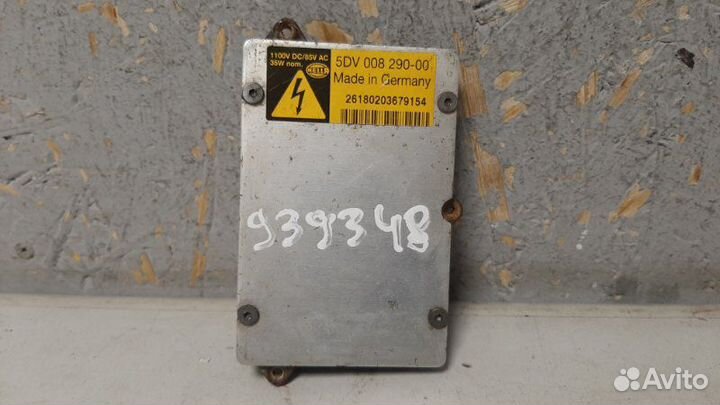 1100V DC/85V AC
35W nom.
HELLA
5DV 008 290-00
Made in Germany
26180203679154
939348
Avito